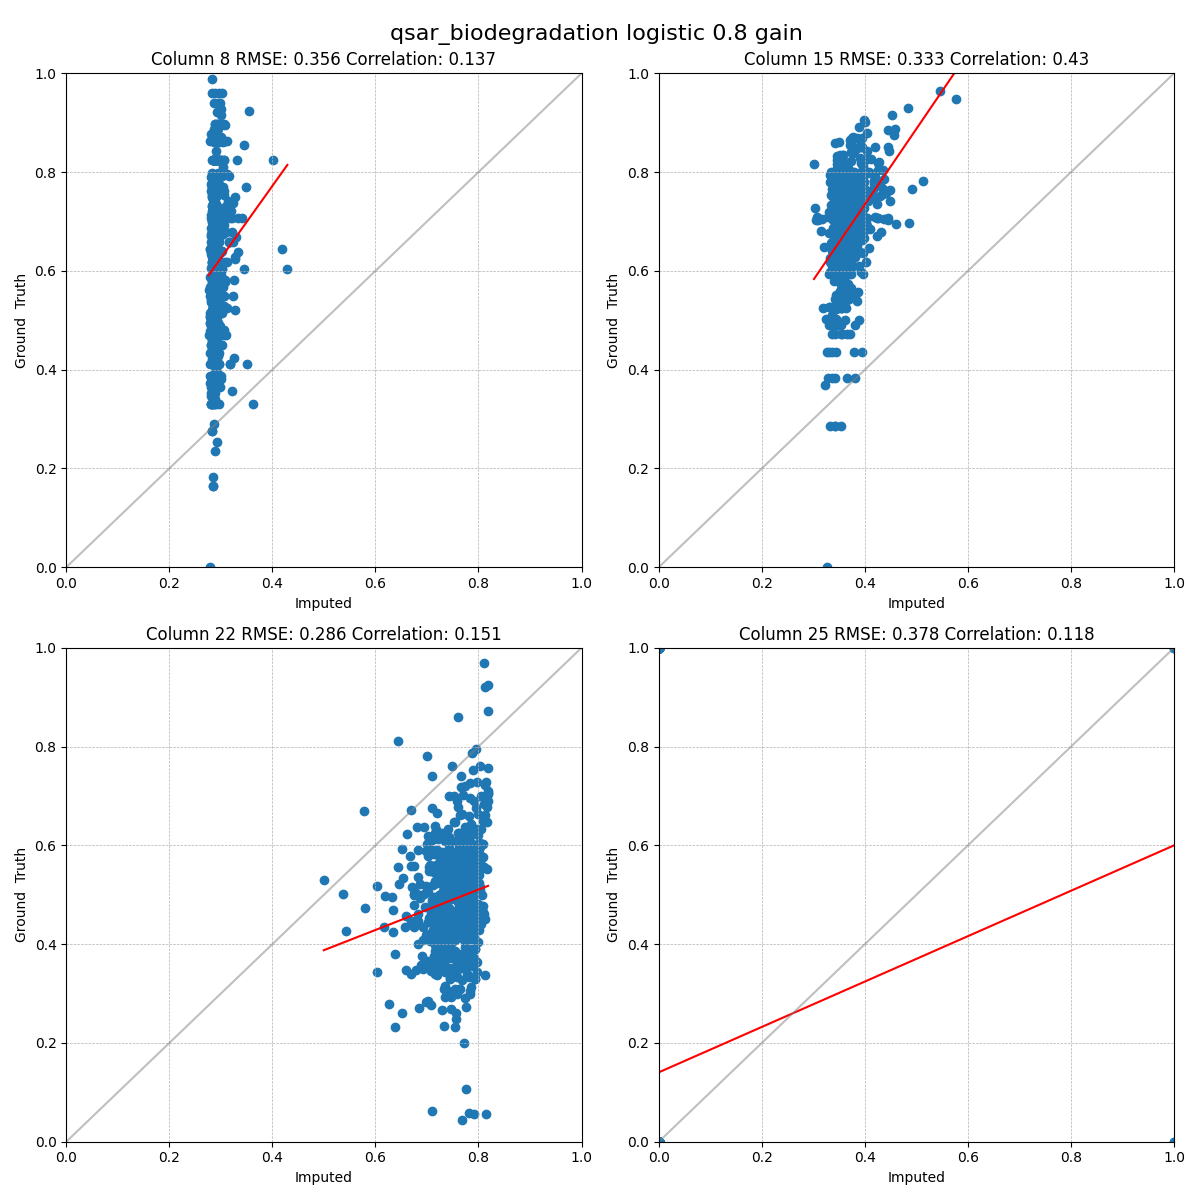 qsar_biodegradation logistic 0.8 gain
Column 8 RMSE: 0.356 Correlation: 0.137
1.0
0.8
0.6
0.4
0.2
0.0
Ground Truth
0.0 0.2 0.4 0.6 0.8 1.0
Imputed
Column 15 RMSE: 0.333 Correlation: 0.43
1.0
0.8
0.6
0.4
0.2
0.0
Ground Truth
0.0 0.2 0.4 0.6 0.8 1.0
Imputed
Column 22 RMSE: 0.286 Correlation: 0.151
1.0
0.8
0.6
0.4
0.2
0.0
Ground Truth
0.0 0.2 0.4 0.6 0.8 1.0
Imputed
Column 25 RMSE: 0.378 Correlation: 0.118
1.0
0.8
0.6
0.4
0.2
0.0
Ground Truth
0.0 0.2 0.4 0.6 0.8 1.0
Imputed